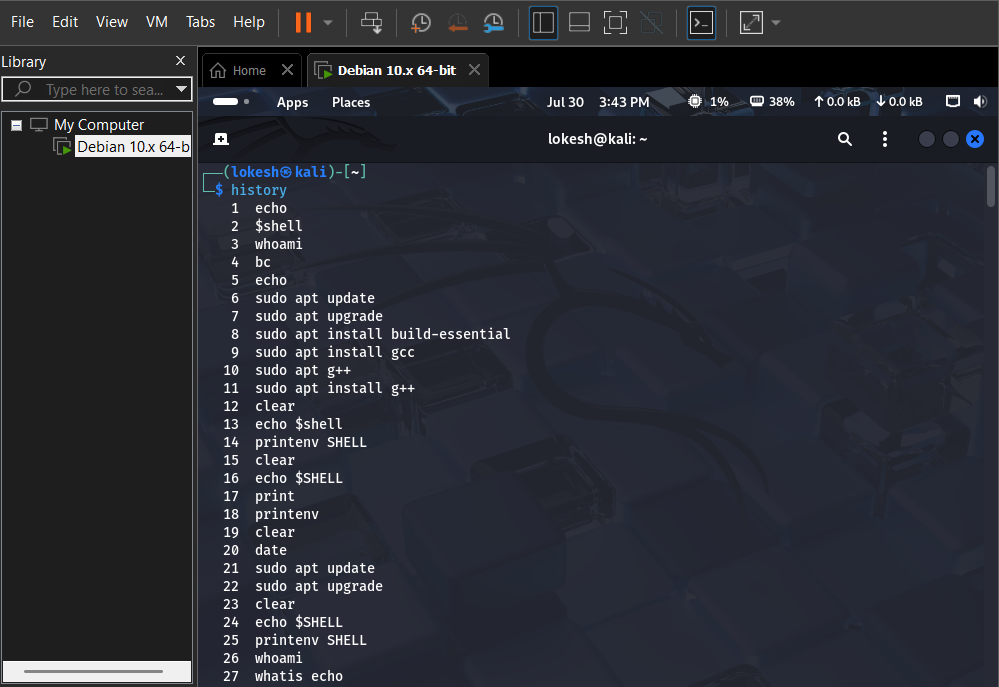 File Edit View VM Tabs Help
Library
Type here to sea...
My Computer
Debian 10.x 64-b
Home
Debian 10.x 64-bit
Apps Places Jul 30 3:43 PM 1% 38% 0.0 kB 0.0 kB
lokesh@kali: ~
(lokesh㉿kali)-[~]
$ history
1 echo
2 $shell
3 whoami
4 bc
5 echo
6 sudo apt update
7 sudo apt upgrade
8 sudo apt install build-essential
9 sudo apt install gcc
10 sudo apt g++
11 sudo apt install g++
12 clear
13 echo $shell
14 printenv SHELL
15 clear
16 echo $SHELL
17 print
18 printenv
19 clear
20 date
21 sudo apt update
22 sudo apt upgrade
23 clear
24 echo $SHELL
25 printenv SHELL
26 whoami
27 whatis echo